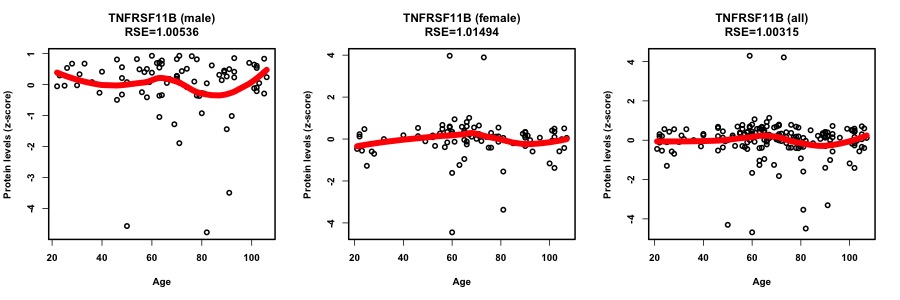 TNFRSF11B (male)
RSE=1.00536
1
0
-1
-2
-3
-4
Protein levels (z-score)
20 40 60 80 100
Age
TNFRSF11B (female)
RSE=1.01494
4
2
0
-2
-4
Protein levels (z-score)
20 40 60 80 100
Age
TNFRSF11B (all)
RSE=1.00315
4
2
0
-2
-4
Protein levels (z-score)
20 40 60 80 100
Age